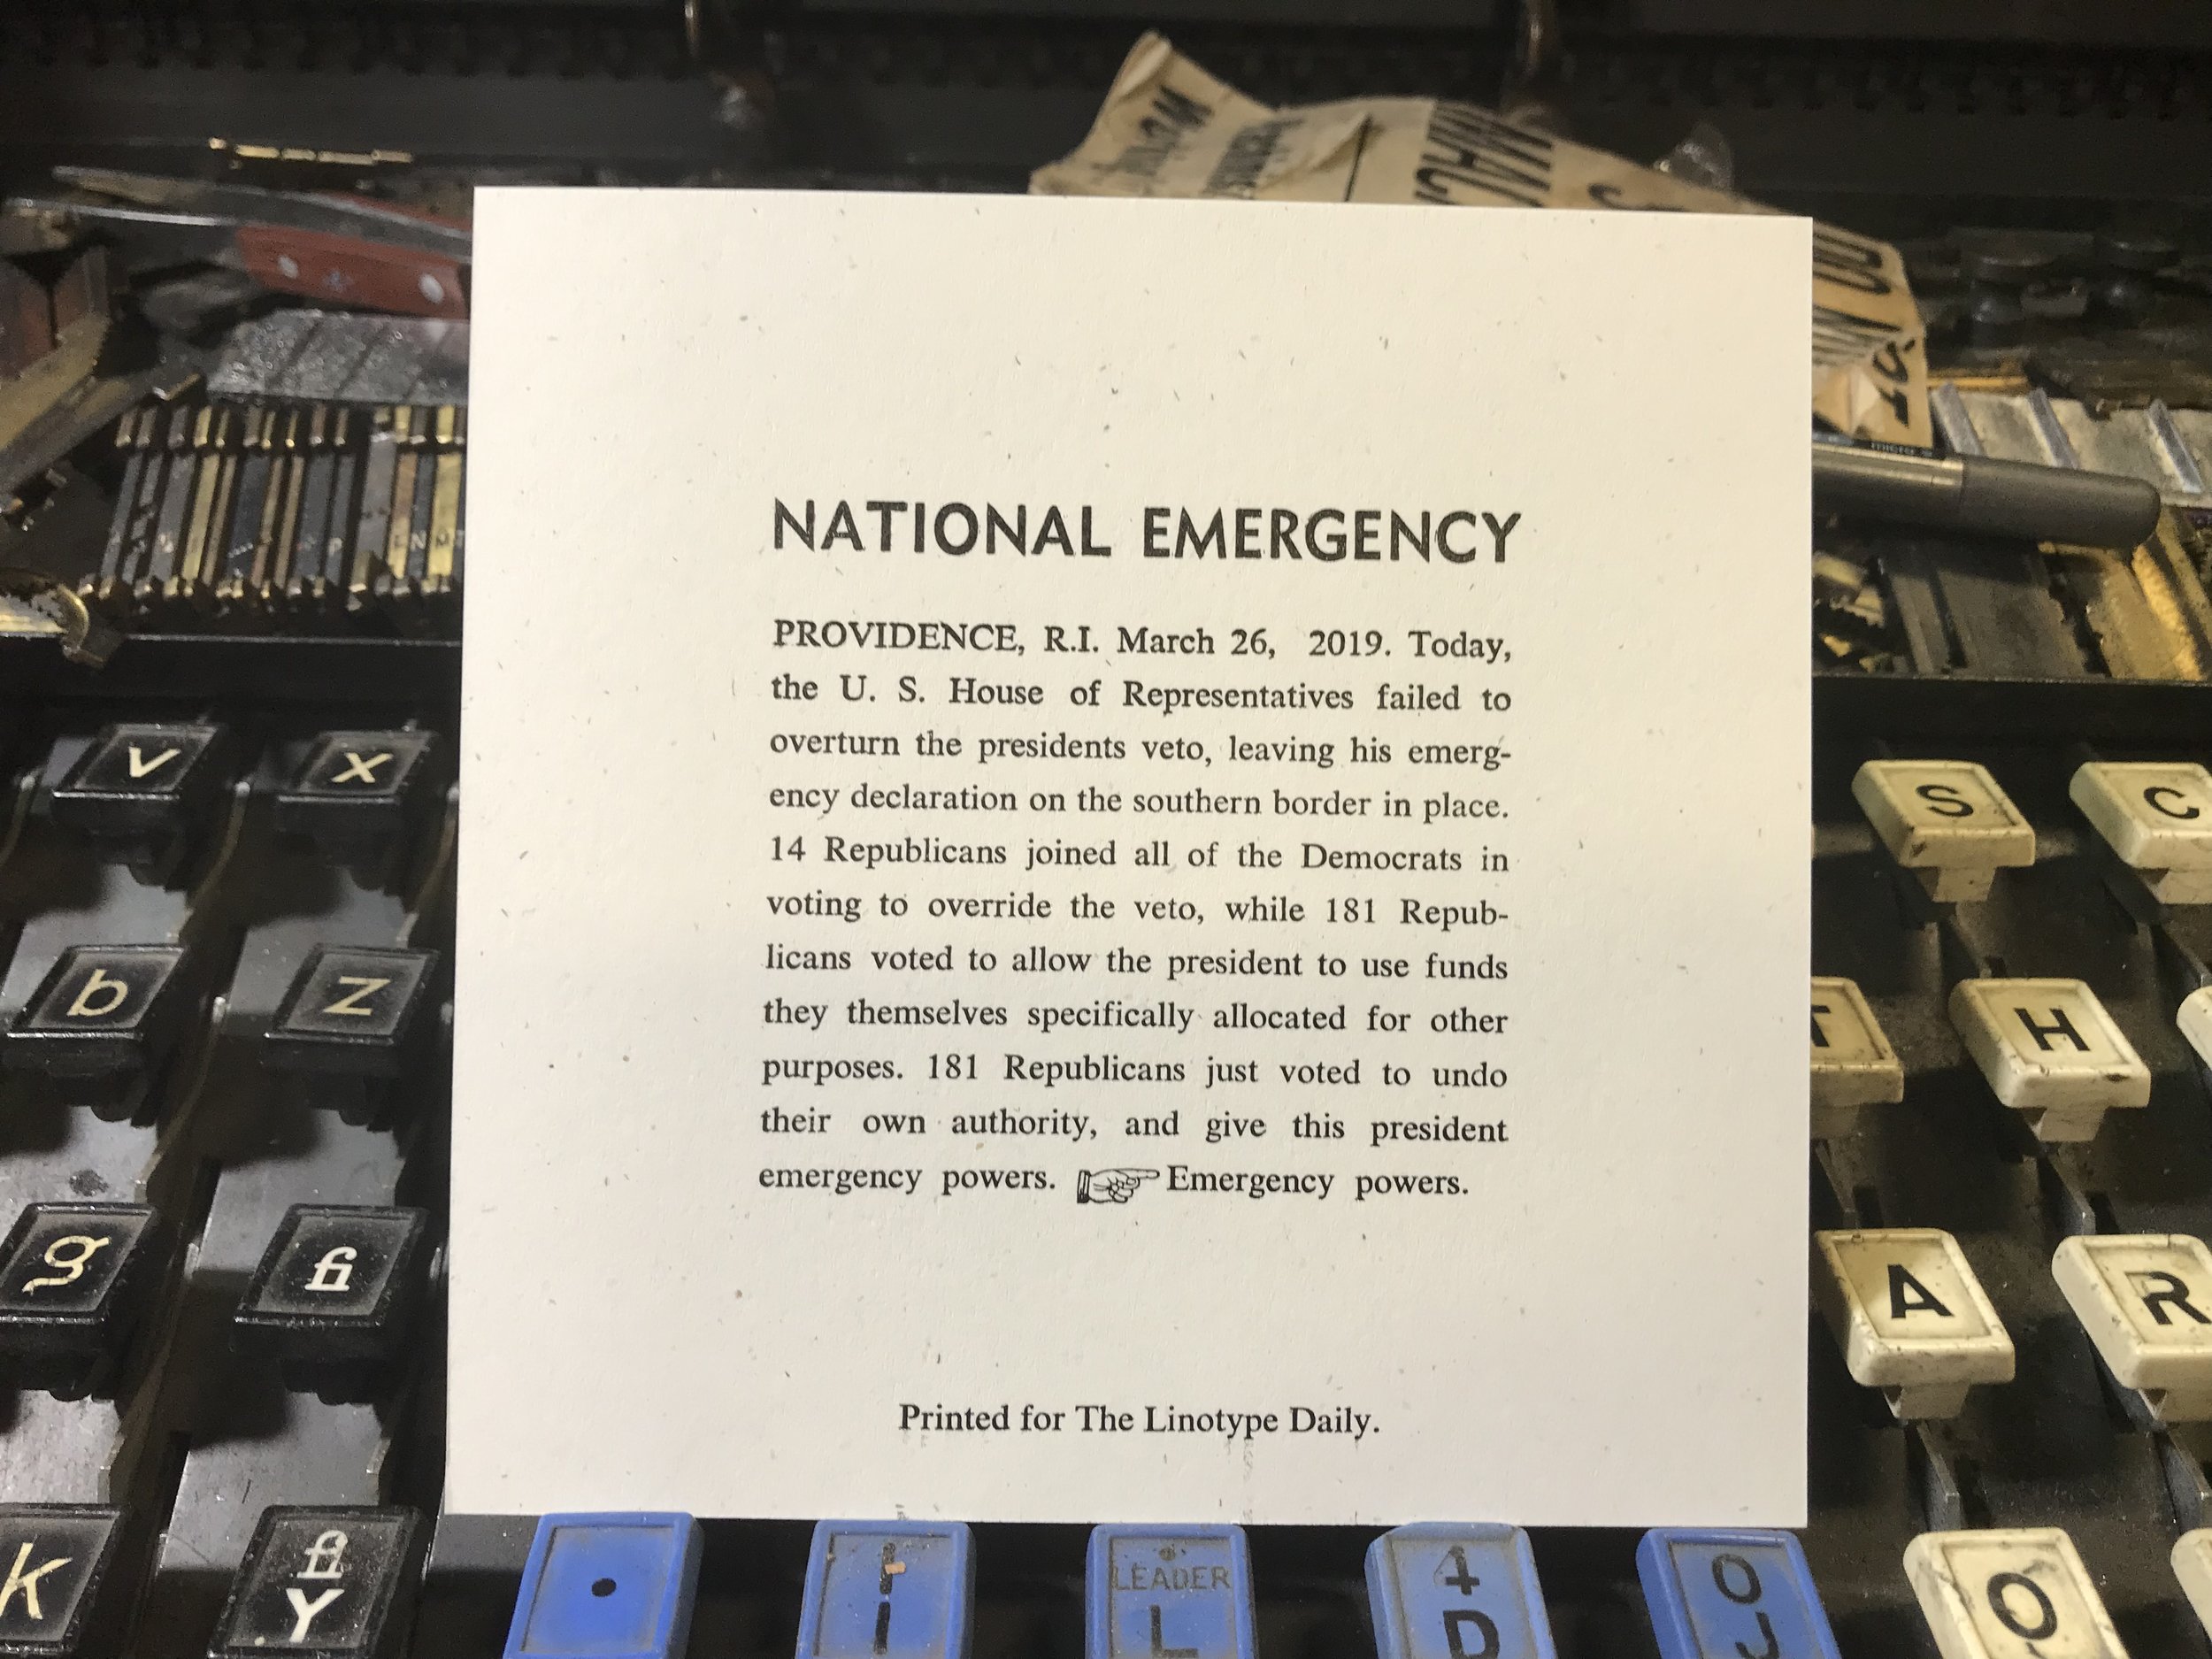 NATIONAL EMERGENCY
PROVIDENCE, R.I. March 26, 2019. Today,
the U. S. House of Representatives failed to
overturn the presidents veto, leaving his emerg-
ency declaration on the southern border in place.
14 Republicans joined all of the Democrats in
voting to override the veto, while 181 Repub-
licans voted to allow the president to use funds
they themselves specifically allocated for other
purposes. 181 Republicans just voted to undo
their own authority, and give this president
emergency powers. ☞ Emergency powers.
Printed for The Linotype Daily.
v x
S C
b z
T H
g fi
A R
k fl
Y
LEADER
L
4
D
0
J
O
DO NOT
micro